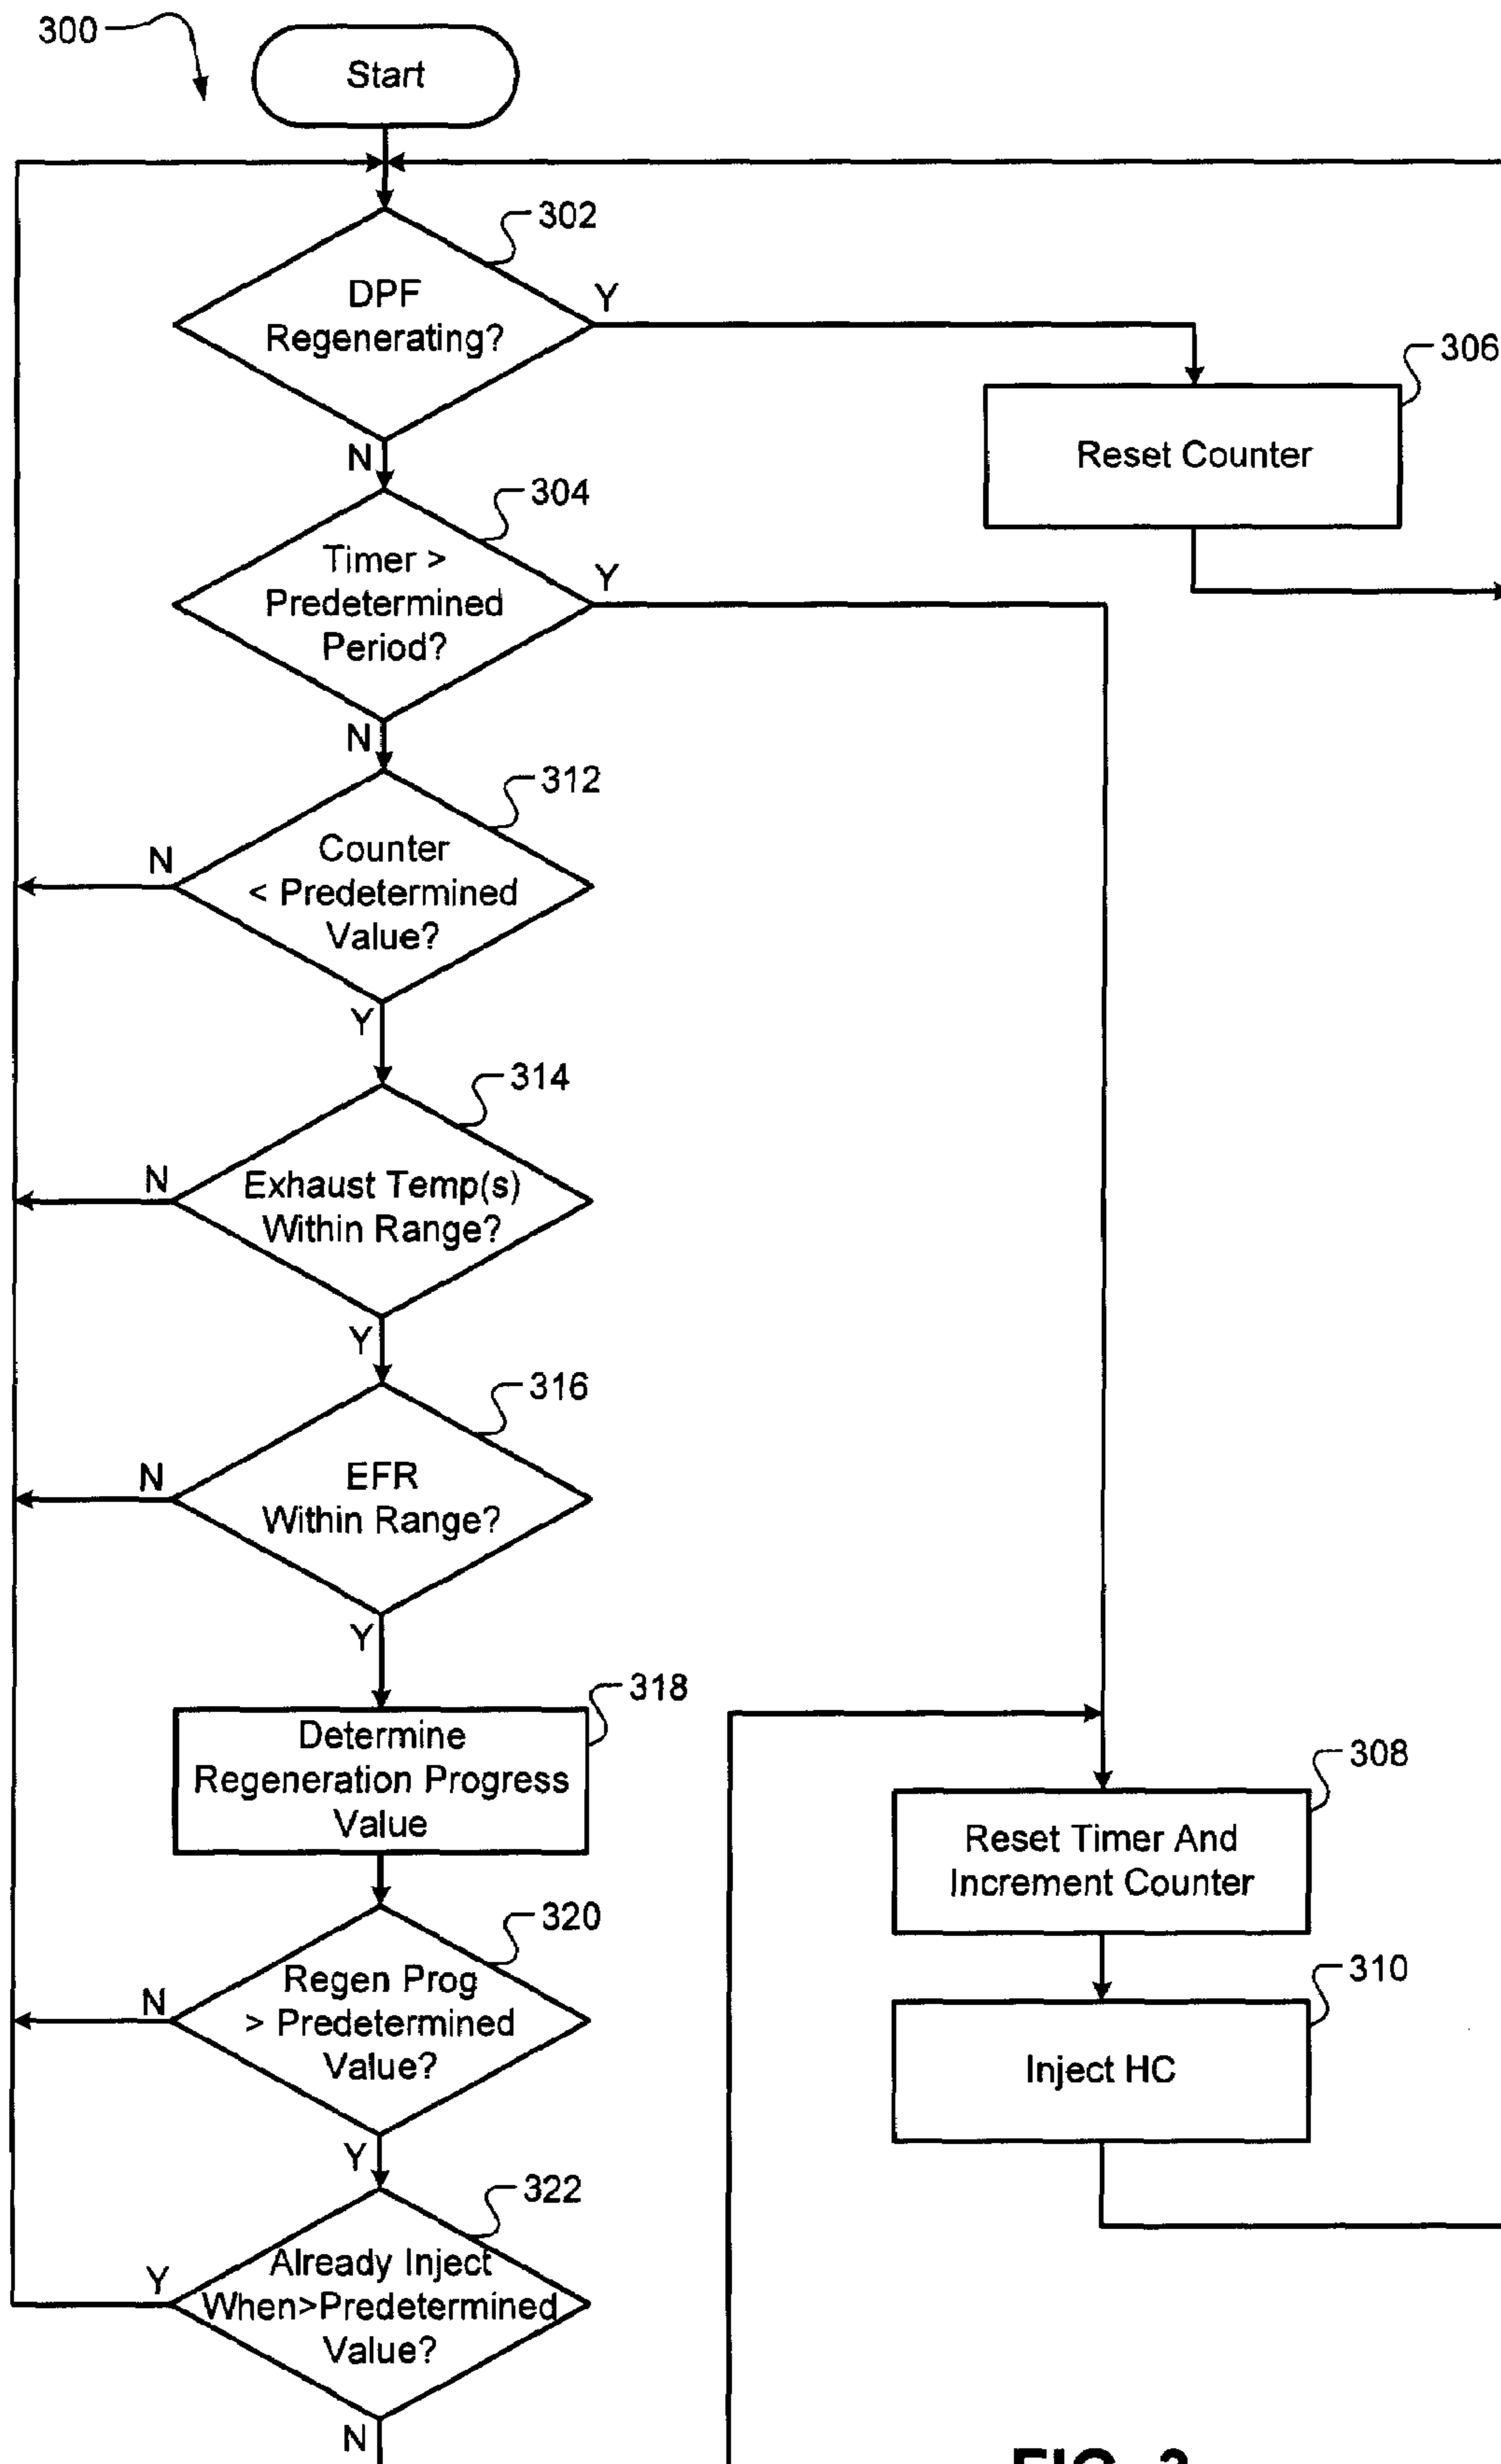 300
Start
302
DPF
Regenerating?
Y
N
306
Reset Counter
304
Timer >
Predetermined
Period?
Y
N
312
Counter
< Predetermined
Value?
N
Y
314
Exhaust Temp(s)
Within Range?
N
Y
316
EFR
Within Range?
N
Y
318
Determine
Regeneration Progress
Value
308
Reset Timer And
Increment Counter
320
Regen Prog
> Predetermined
Value?
N
Y
310
Inject HC
322
Already Inject
When>Predetermined
Value?
Y
N
FIG. 3